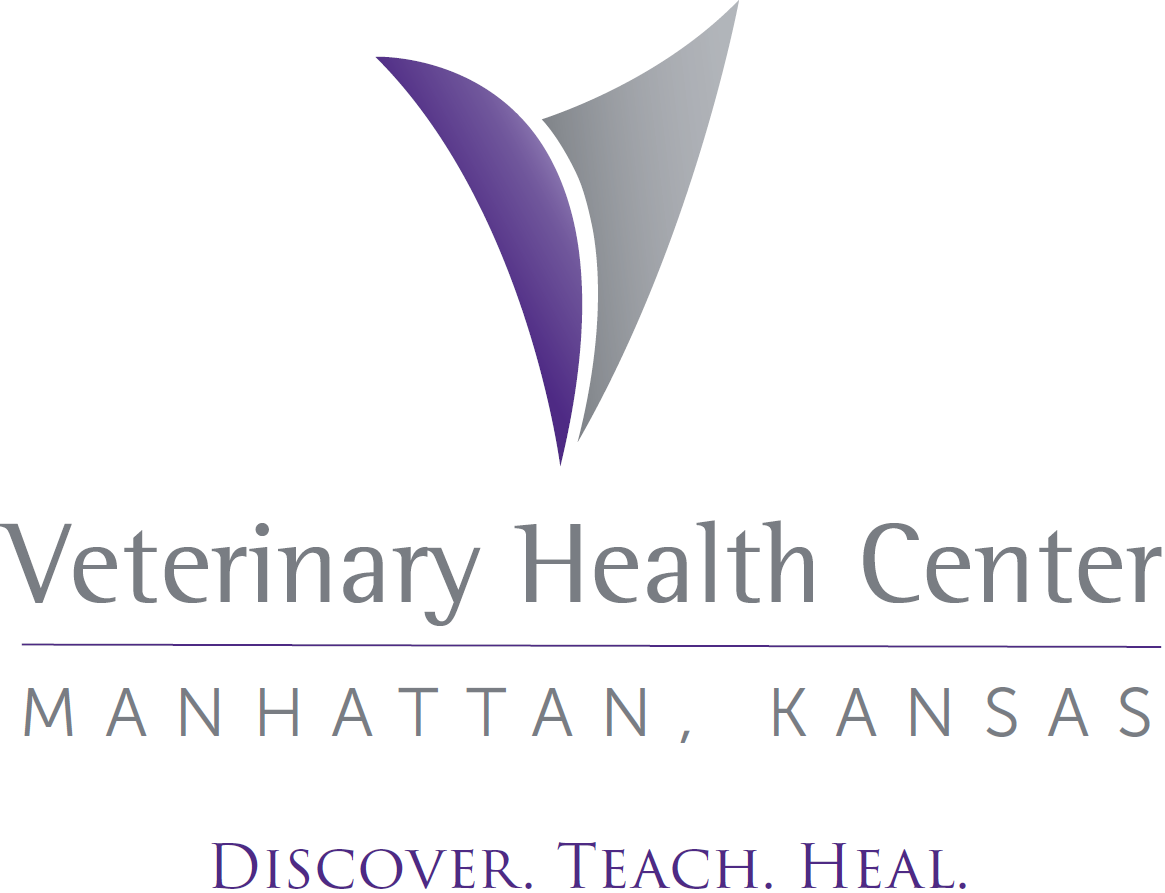 Veterinary Health Center
MANHATTAN, KANSAS
DISCOVER. TEACH. HEAL.